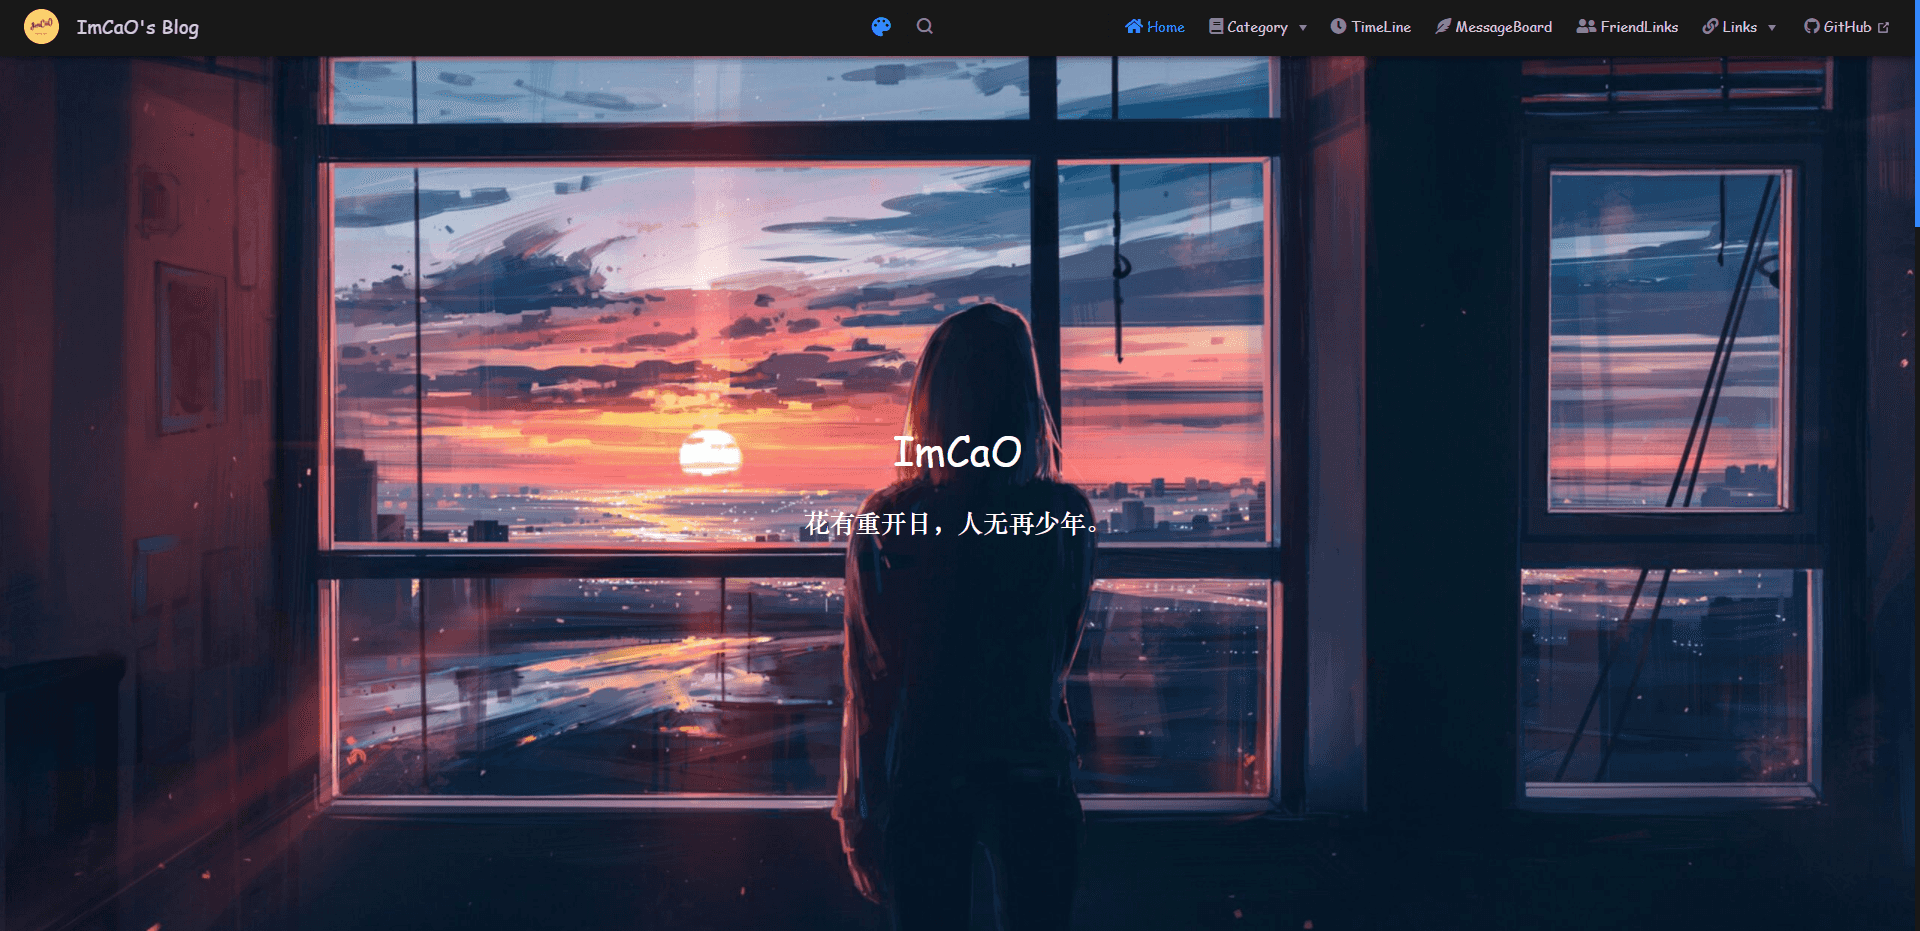 ImCaO's Blog
Home Category TimeLine MessageBoard FriendLinks Links GitHub
ImCaO
花有重开日，人无再少年。